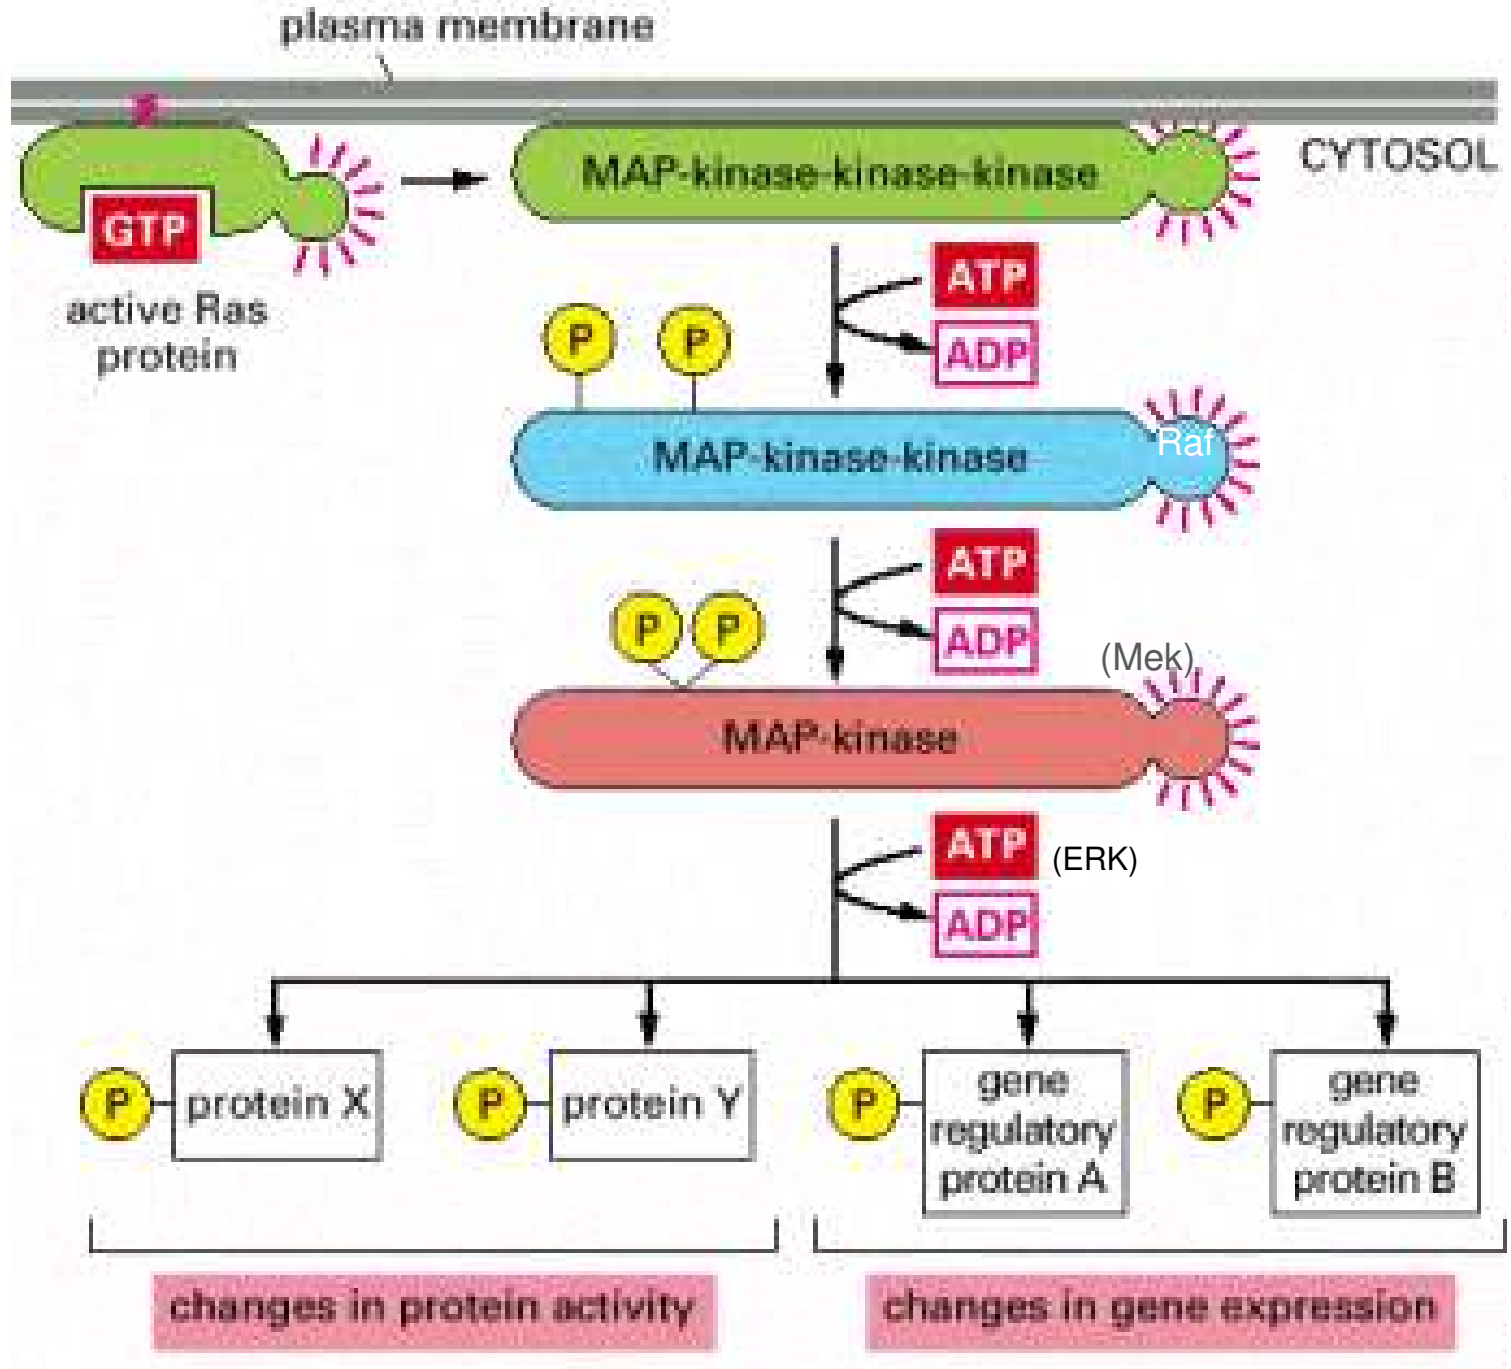 plasma membrane
CYTOSOL
MAP-kinase-kinase-kinase
GTP
active Ras
protein
ATP
ADP
P
P
MAP-kinase-kinase
Raf
ATP
ADP
P
P
(Mek)
MAP-kinase
ATP
(ERK)
ADP
P
protein X
P
protein Y
P
gene
regulatory
protein A
P
gene
regulatory
protein B
changes in protein activity
changes in gene expression